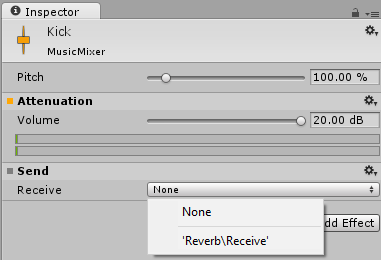 Inspector
Kick
MusicMixer
Pitch 100.00 %
Attenuation
Volume 20.00 dB
Send
Receive None
None
'Reverb\Receive'
dd Effect